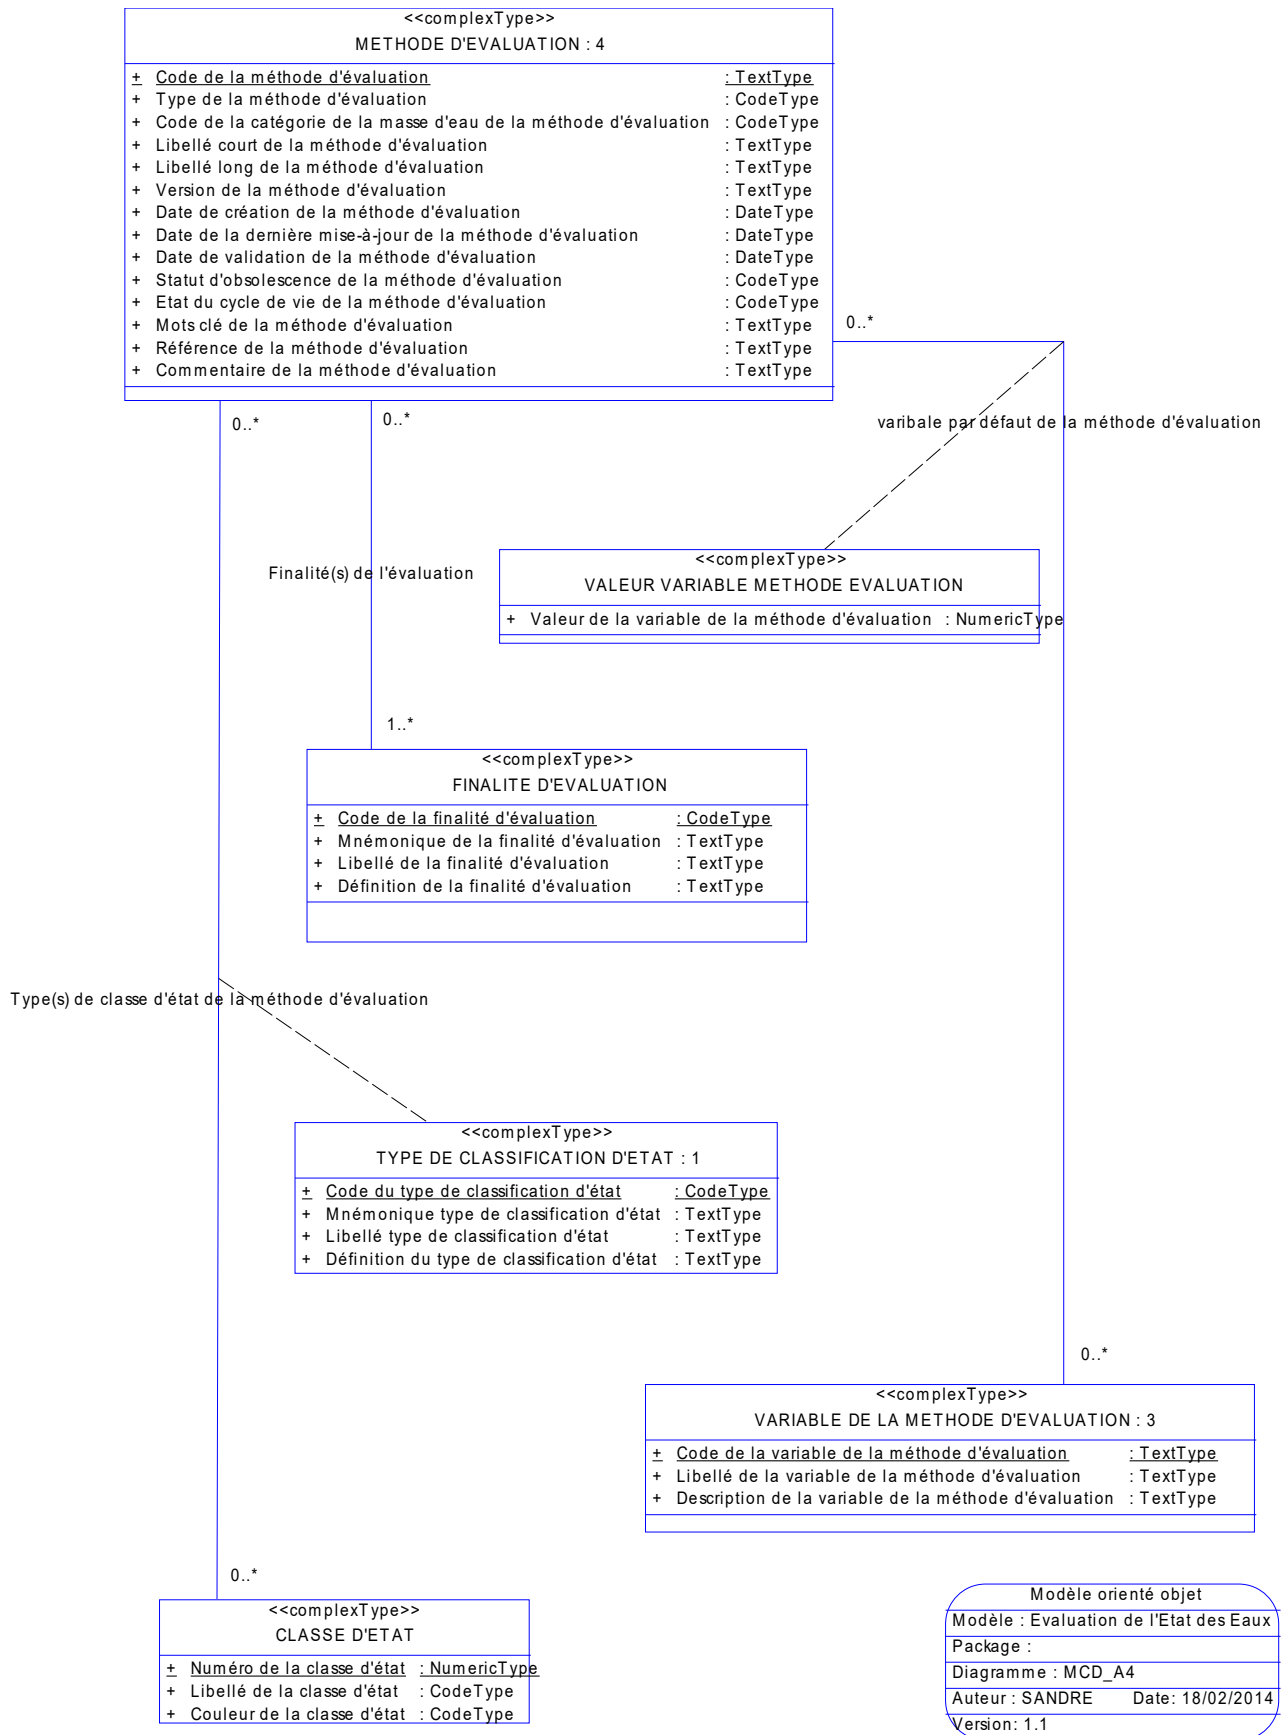 <<complexType>>
METHODE D'EVALUATION : 4
+ Code de la méthode d'évaluation : TextType
+ Type de la méthode d'évaluation : CodeType
+ Code de la catégorie de la masse d'eau de la méthode d'évaluation : CodeType
+ Libellé court de la méthode d'évaluation : TextType
+ Libellé long de la méthode d'évaluation : TextType
+ Version de la méthode d'évaluation : TextType
+ Date de création de la méthode d'évaluation : DateType
+ Date de la dernière mise-à-jour de la méthode d'évaluation : DateType
+ Date de validation de la méthode d'évaluation : DateType
+ Statut d'obsolescence de la méthode d'évaluation : CodeType
+ Etat du cycle de vie de la méthode d'évaluation : CodeType
+ Mots clé de la méthode d'évaluation : TextType
+ Référence de la méthode d'évaluation : TextType
+ Commentaire de la méthode d'évaluation : TextType
0..*
0..*
0..*
varibale par défaut de la méthode d'évaluation
<<complexType>>
VALEUR VARIABLE METHODE EVALUATION
+ Valeur de la variable de la méthode d'évaluation : NumericType
Finalité(s) de l'évaluation
1..*
<<complexType>>
FINALITE D'EVALUATION
+ Code de la finalité d'évaluation : CodeType
+ Mnémonique de la finalité d'évaluation : TextType
+ Libellé de la finalité d'évaluation : TextType
+ Définition de la finalité d'évaluation : TextType
Type(s) de classe d'état de la méthode d'évaluation
<<complexType>>
TYPE DE CLASSIFICATION D'ETAT : 1
+ Code du type de classification d'état : CodeType
+ Mnémonique type de classification d'état : TextType
+ Libellé type de classification d'état : TextType
+ Définition du type de classification d'état : TextType
0..*
<<complexType>>
VARIABLE DE LA METHODE D'EVALUATION : 3
+ Code de la variable de la méthode d'évaluation : TextType
+ Libellé de la variable de la méthode d'évaluation : TextType
+ Description de la variable de la méthode d'évaluation : TextType
0..*
<<complexType>>
CLASSE D'ETAT
+ Numéro de la classe d'état : NumericType
+ Libellé de la classe d'état : CodeType
+ Couleur de la classe d'état : CodeType
Modèle orienté objet
Modèle : Evaluation de l'Etat des Eaux
Package :
Diagramme : MCD_A4
Auteur : SANDRE Date: 18/02/2014
Version: 1.1